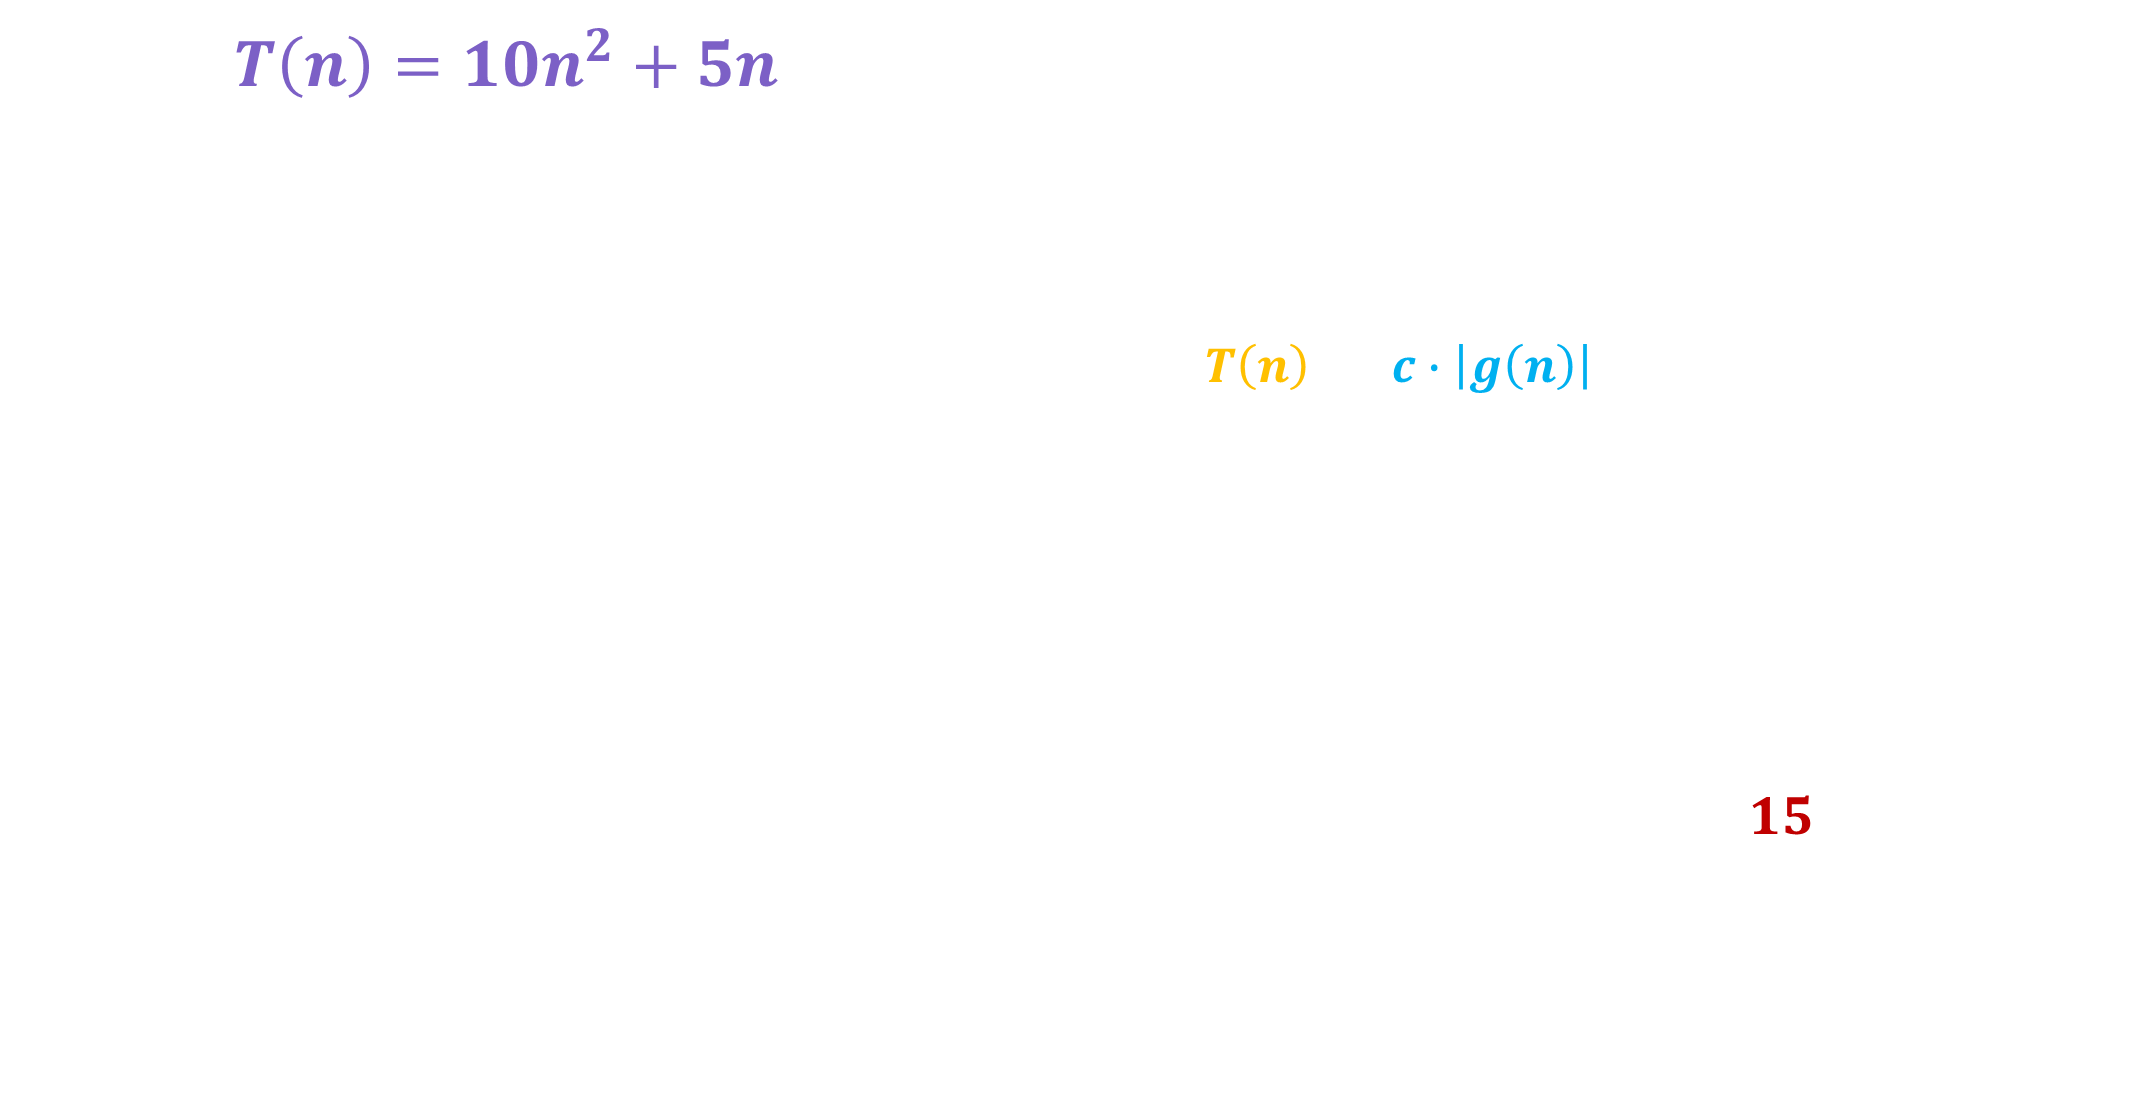 T(n) = 10n² + 5n
T(n) c · |g(n)|
15